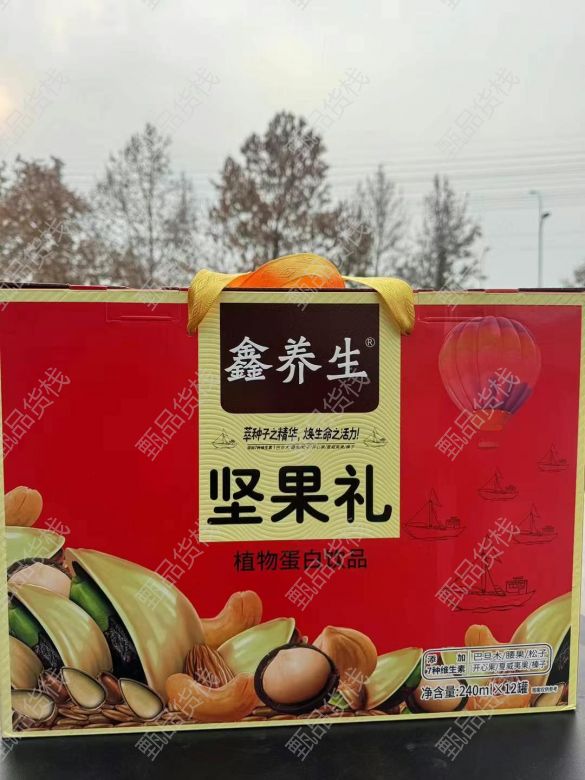 鑫养生®
萃种子之精华，焕生命之活力！
坚果礼
植物蛋白饮品
添加
7种维生素
巴旦木/腰果/松子
开心果/夏威夷果/榛子
净含量:240ml×12罐
甄品货栈